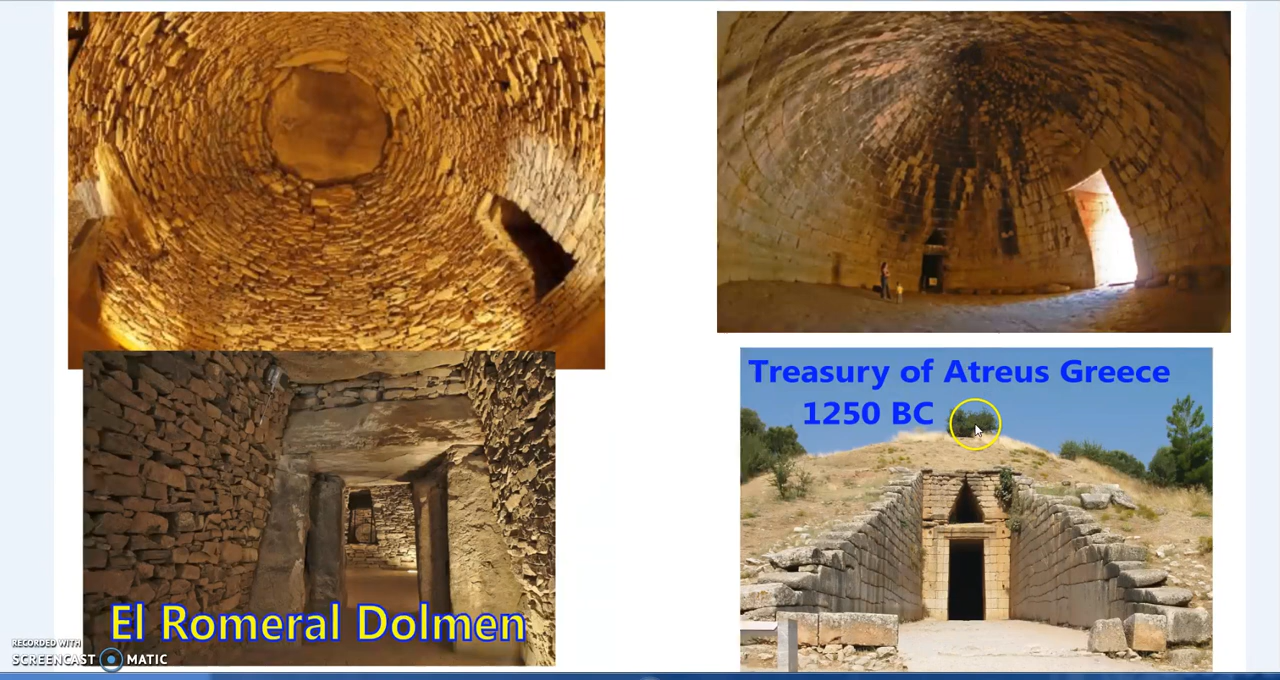 Treasury of Atreus Greece
1250 BC
El Romeral Dolmen
RECORDED WITH
SCREENCAST MATIC